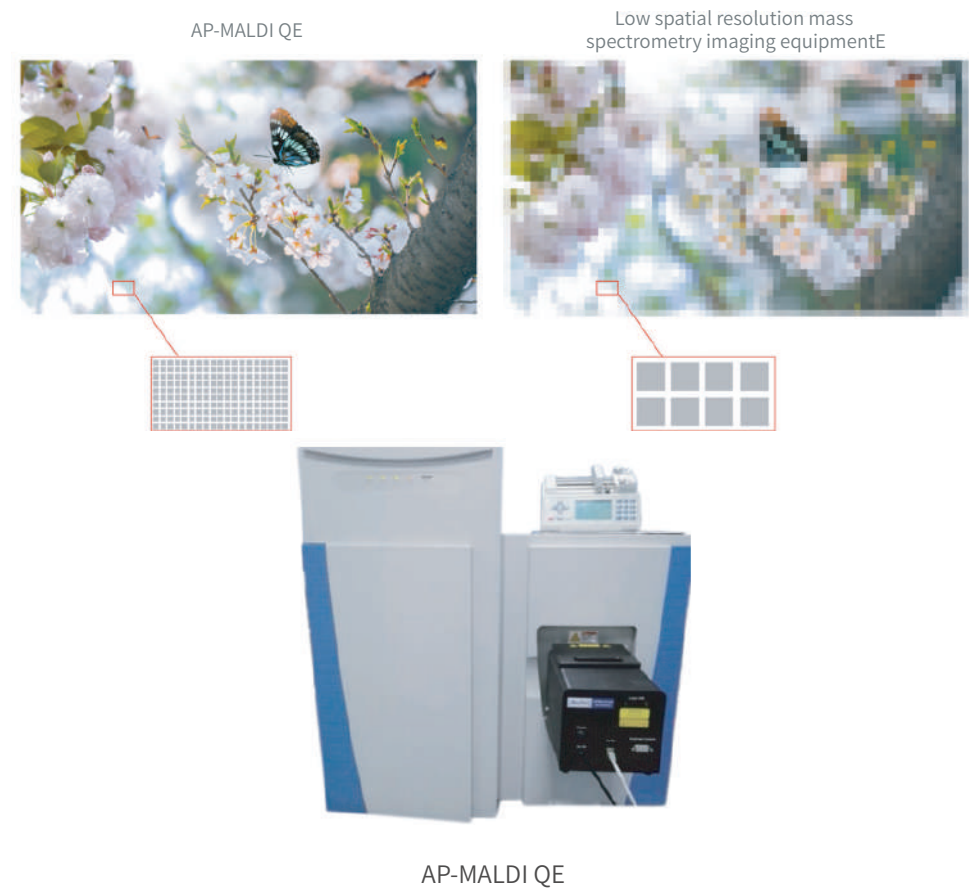 AP-MALDI QE
Low spatial resolution mass
spectrometry imaging equipmentE
AP-MALDI QE